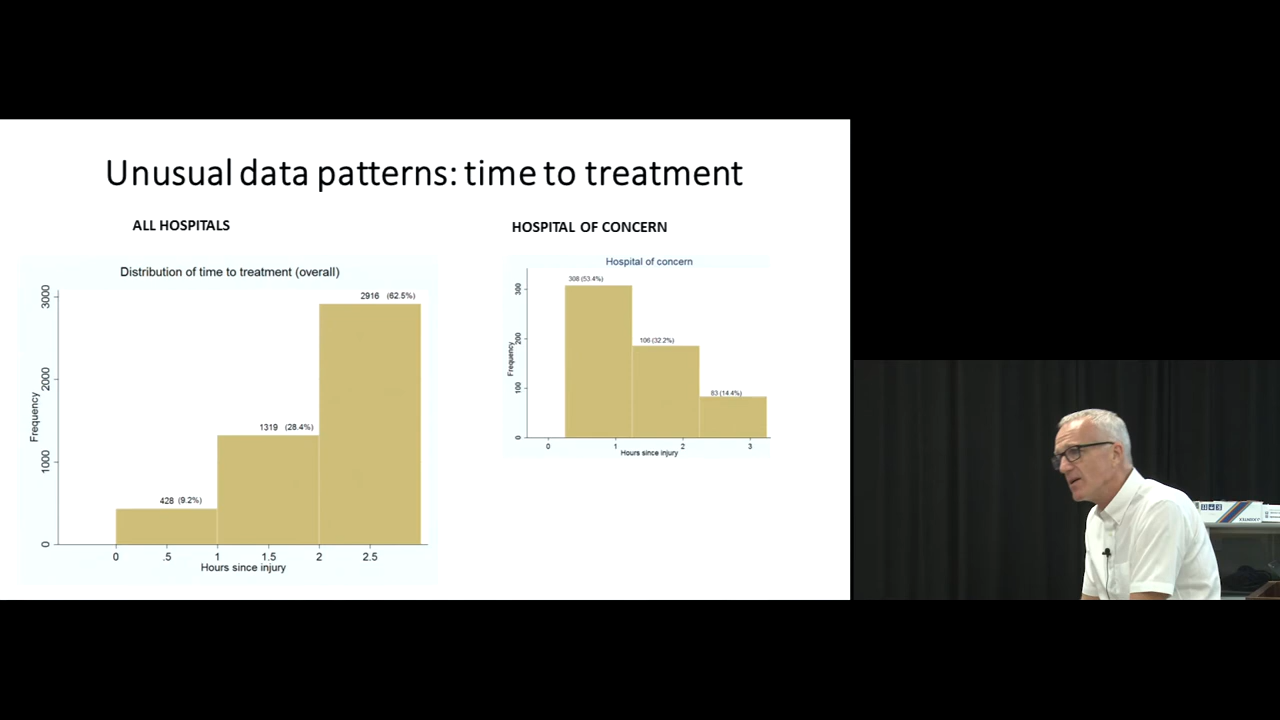 Unusual data patterns: time to treatment
ALL HOSPITALS
Distribution of time to treatment (overall)
3000
2000
1000
0
Frequency
428 (9.2%)
1319 (28.4%)
2916 (62.5%)
0 .5 1 1.5 2 2.5
Hours since injury
HOSPITAL OF CONCERN
Hospital of concern
300
200
100
0
Frequency
308 (53.4%)
106 (32.2%)
83 (14.4%)
0 1 2 3
Hours since injury